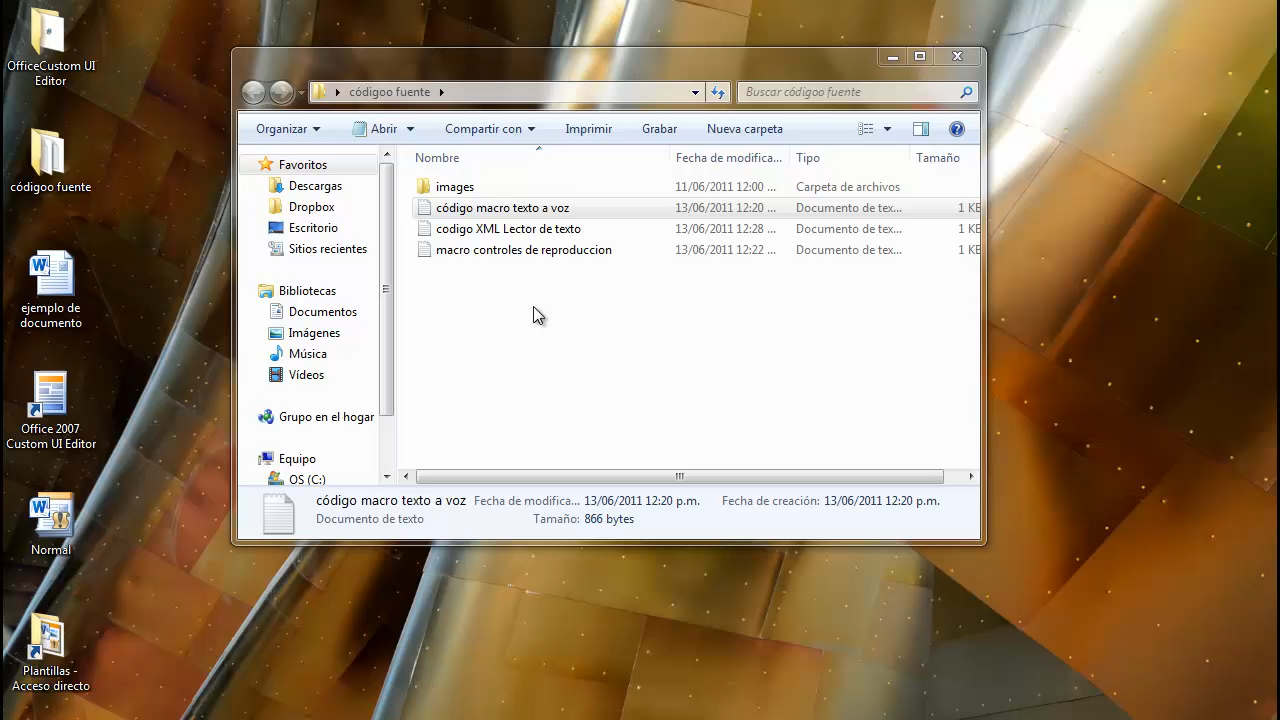 OfficeCustom UI
Editor
códigoo fuente
ejemplo de
documento
Office 2007
Custom UI Editor
Normal
Plantillas -
Acceso directo
códigoo fuente
Buscar códigoo fuente
Organizar Abrir Compartir con Imprimir Grabar Nueva carpeta
Favoritos
Descargas
Dropbox
Escritorio
Sitios recientes
Bibliotecas
Documentos
Imágenes
Música
Vídeos
Grupo en el hogar
Equipo
OS (C:)
Nombre Fecha de modifica... Tipo Tamaño
images 11/06/2011 12:00 ... Carpeta de archivos
código macro texto a voz 13/06/2011 12:20 ... Documento de tex... 1 KB
codigo XML Lector de texto 13/06/2011 12:28 ... Documento de tex... 1 KB
macro controles de reproduccion 13/06/2011 12:22 ... Documento de tex... 1 KB
código macro texto a voz Fecha de modifica... 13/06/2011 12:20 p.m. de creación: 13/06/2011 12:20 p.m.
Documento de texto Tamaño: 866 bytes